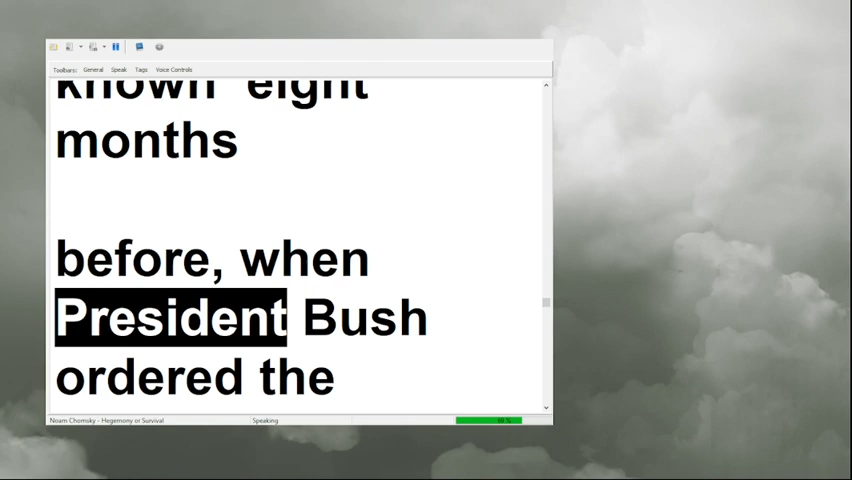 Toolbars: General Speak Tags Voice Controls
known eight
months
before, when
President Bush
ordered the
Noam Chomsky - Hegemony or Survival Speaking 69 %